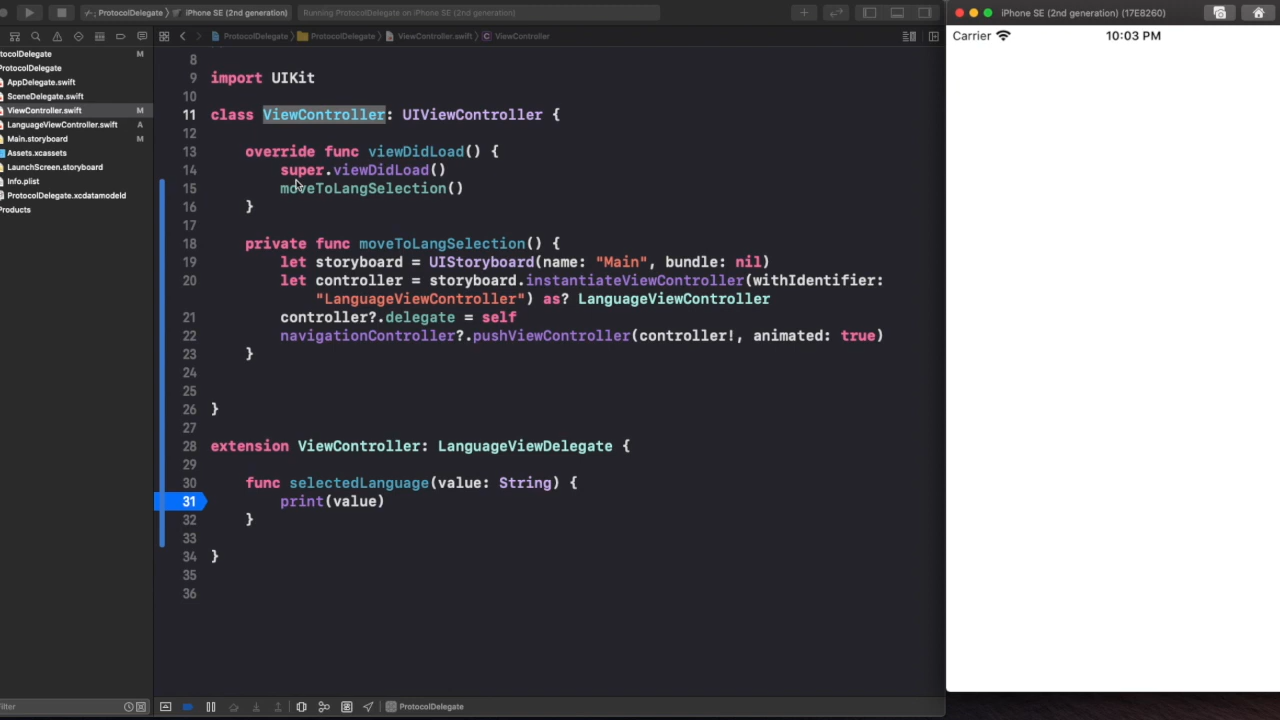 ProtocolDelegate
iPhone SE (2nd generation)
Running ProtocolDelegate on iPhone SE (2nd generation)
iPhone SE (2nd generation) (17E8260)
ProtocolDelegate
ProtocolDelegate
ViewController.swift
C
ViewController
Carrier
10:03 PM
otocolDelegate
M
ProtocolDelegate
AppDelegate.swift
SceneDelegate.swift
ViewController.swift
M
LanguageViewController.swift
A
Main.storyboard
M
Assets.xcassets
LaunchScreen.storyboard
Info.plist
ProtocolDelegate.xcdatamodeld
Products
8
9 import UIKit
10
11 class ViewController: UIViewController {
12
13 override func viewDidLoad() {
14 super.viewDidLoad()
15 moveToLangSelection()
16 }
17
18 private func moveToLangSelection() {
19 let storyboard = UIStoryboard(name: "Main", bundle: nil)
20 let controller = storyboard.instantiateViewController(withIdentifier:
"LanguageViewController") as? LanguageViewController
21 controller?.delegate = self
22 navigationController?.pushViewController(controller!, animated: true)
23 }
24
25
26 }
27
28 extension ViewController: LanguageViewDelegate {
29
30 func selectedLanguage(value: String) {
31 print(value)
32 }
33
34 }
35
36
ilter
ProtocolDelegate